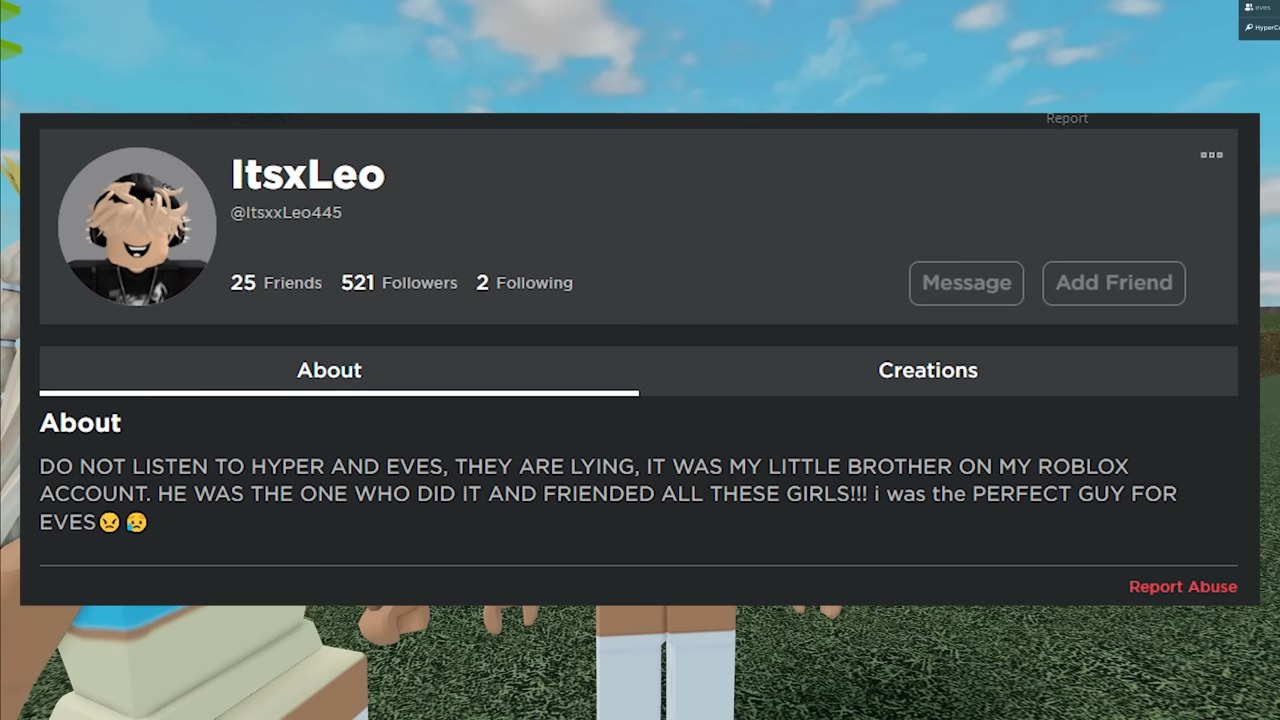 eves
HyperC
Report
ItsxLeo
@ItsxxLeo445
25 Friends 521 Followers 2 Following
Message Add Friend
About Creations
About
DO NOT LISTEN TO HYPER AND EVES, THEY ARE LYING, IT WAS MY LITTLE BROTHER ON MY ROBLOX
ACCOUNT. HE WAS THE ONE WHO DID IT AND FRIENDED ALL THESE GIRLS!!! i was the PERFECT GUY FOR
EVES😠😥
Report Abuse